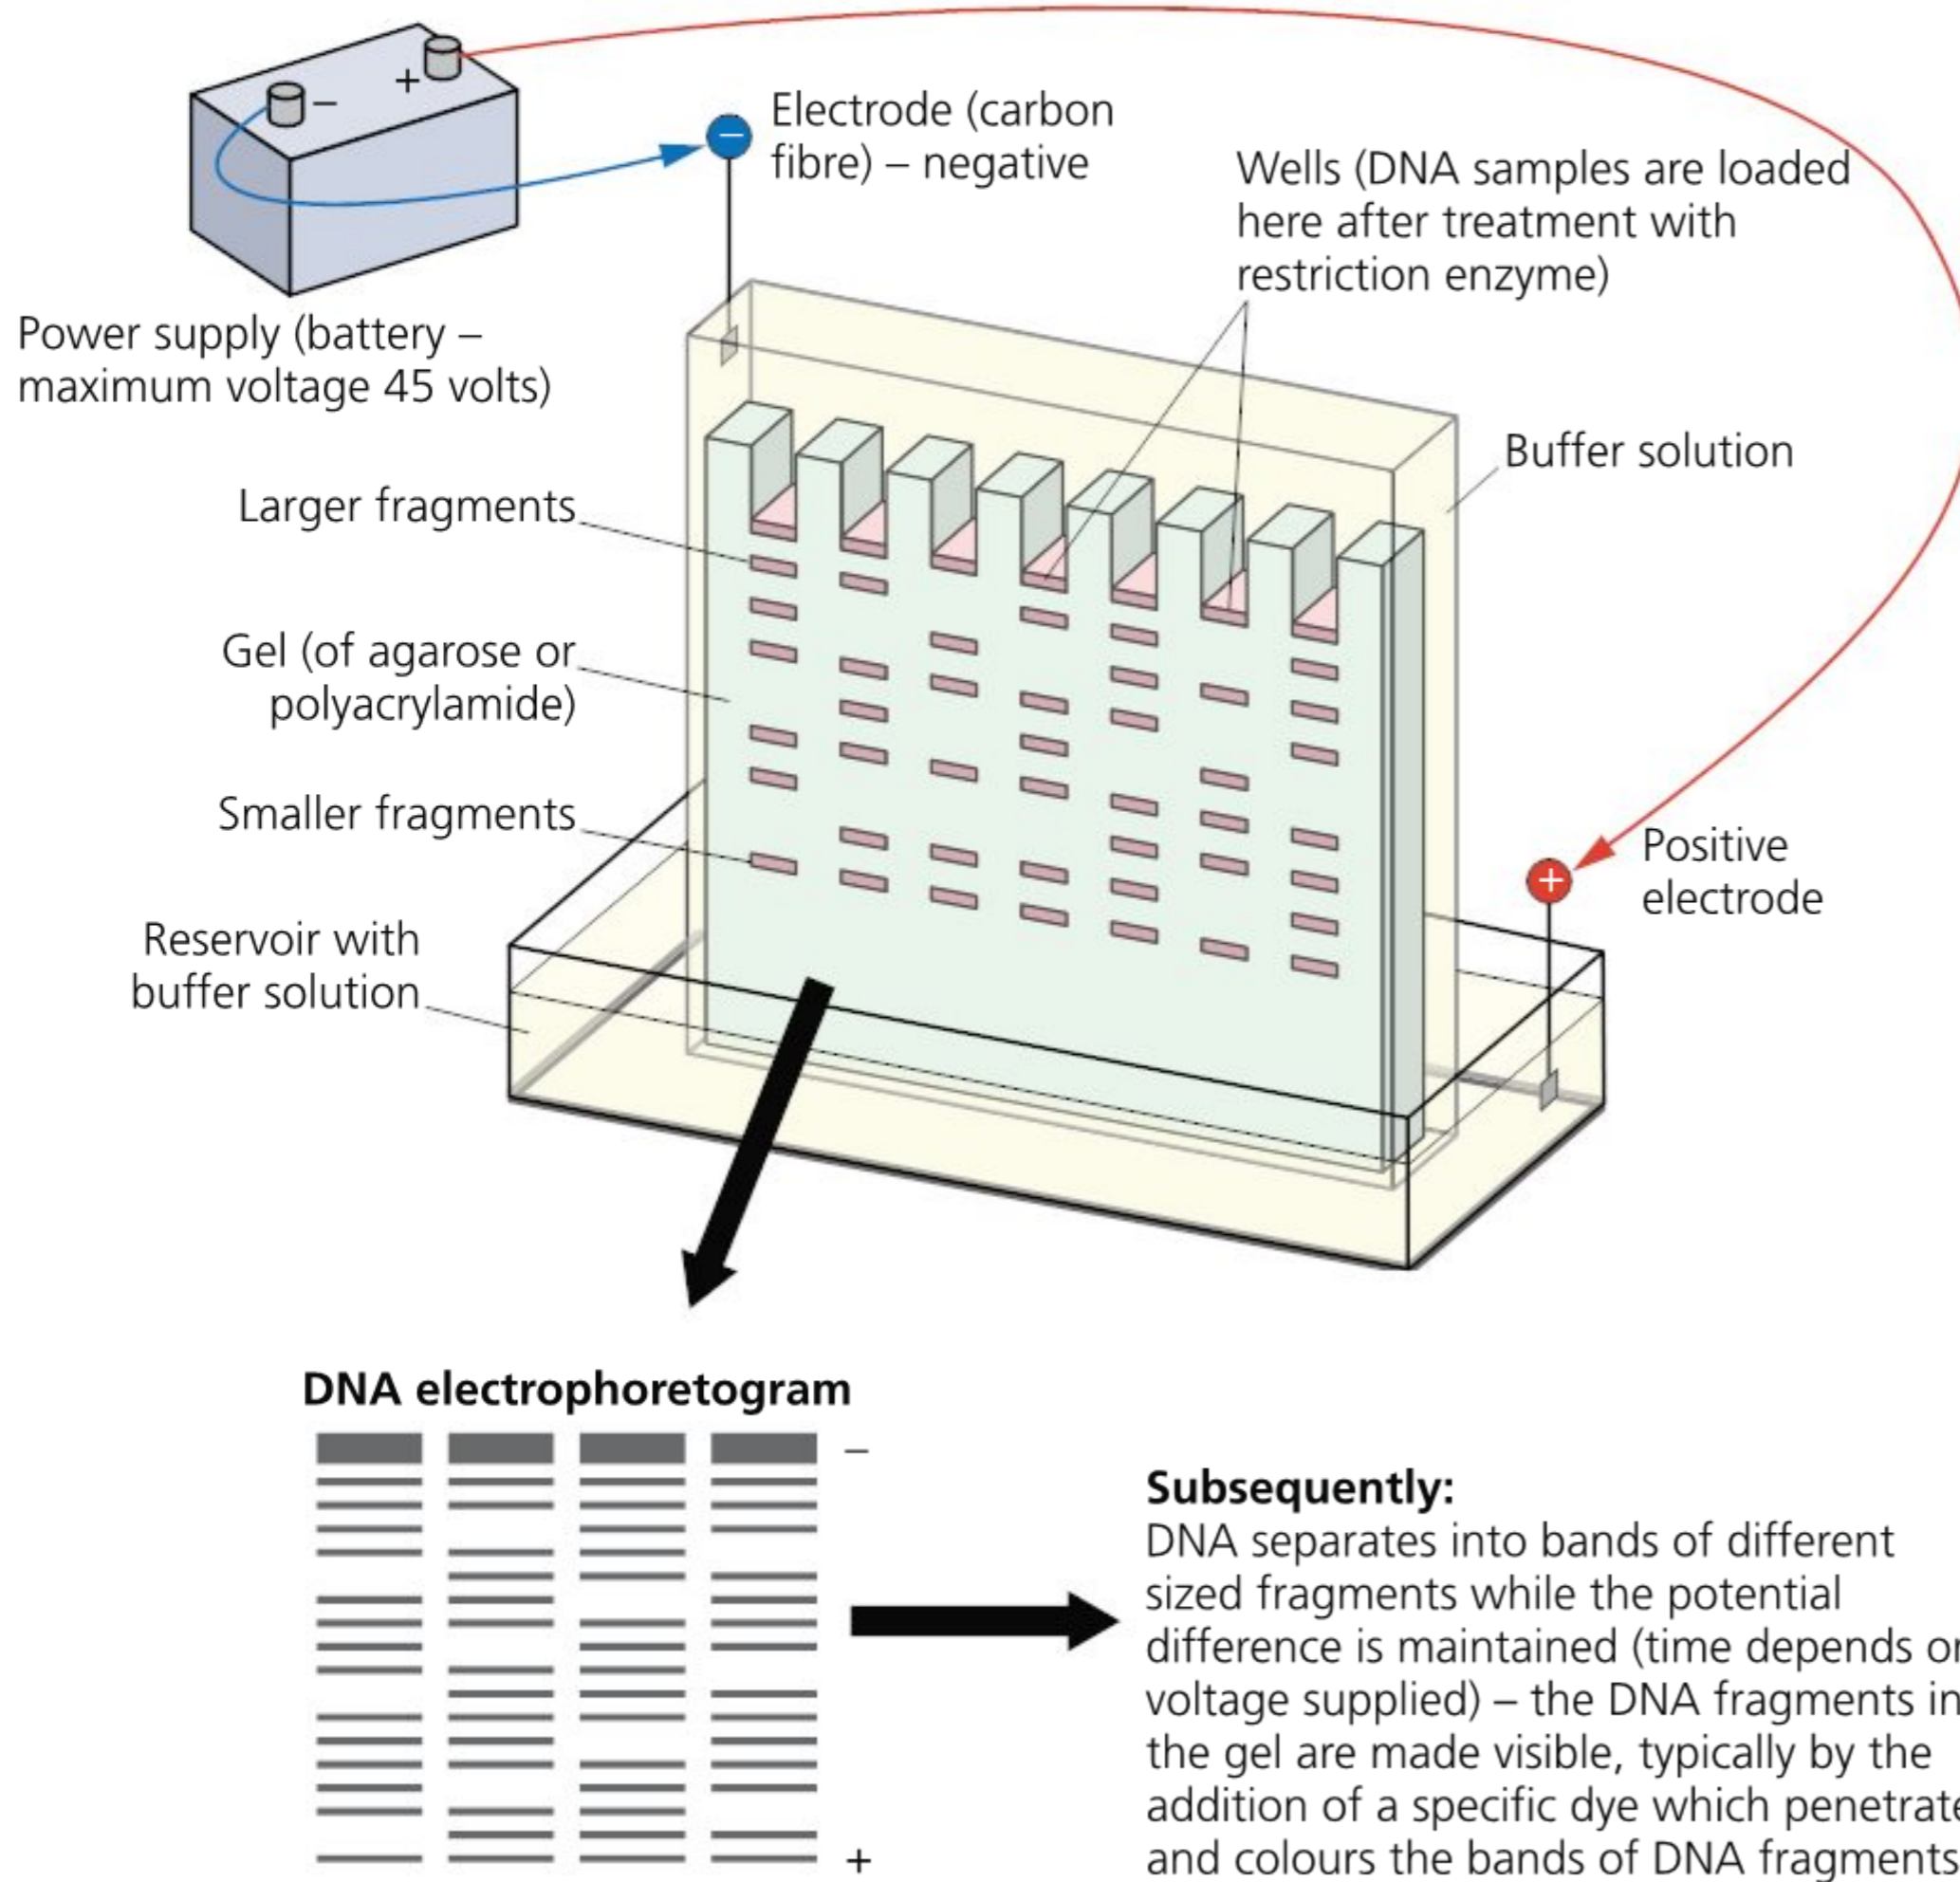 +
–
Electrode (carbon
fibre) – negative
–
Wells (DNA samples are loaded
here after treatment with
restriction enzyme)
Power supply (battery –
maximum voltage 45 volts)
Buffer solution
Larger fragments
Gel (of agarose or
polyacrylamide)
Smaller fragments
Positive
electrode
+
Reservoir with
buffer solution
DNA electrophoretogram
–
+
Subsequently:
DNA separates into bands of different
sized fragments while the potential
difference is maintained (time depends on
voltage supplied) – the DNA fragments in
the gel are made visible, typically by the
addition of a specific dye which penetrate
and colours the bands of DNA fragments